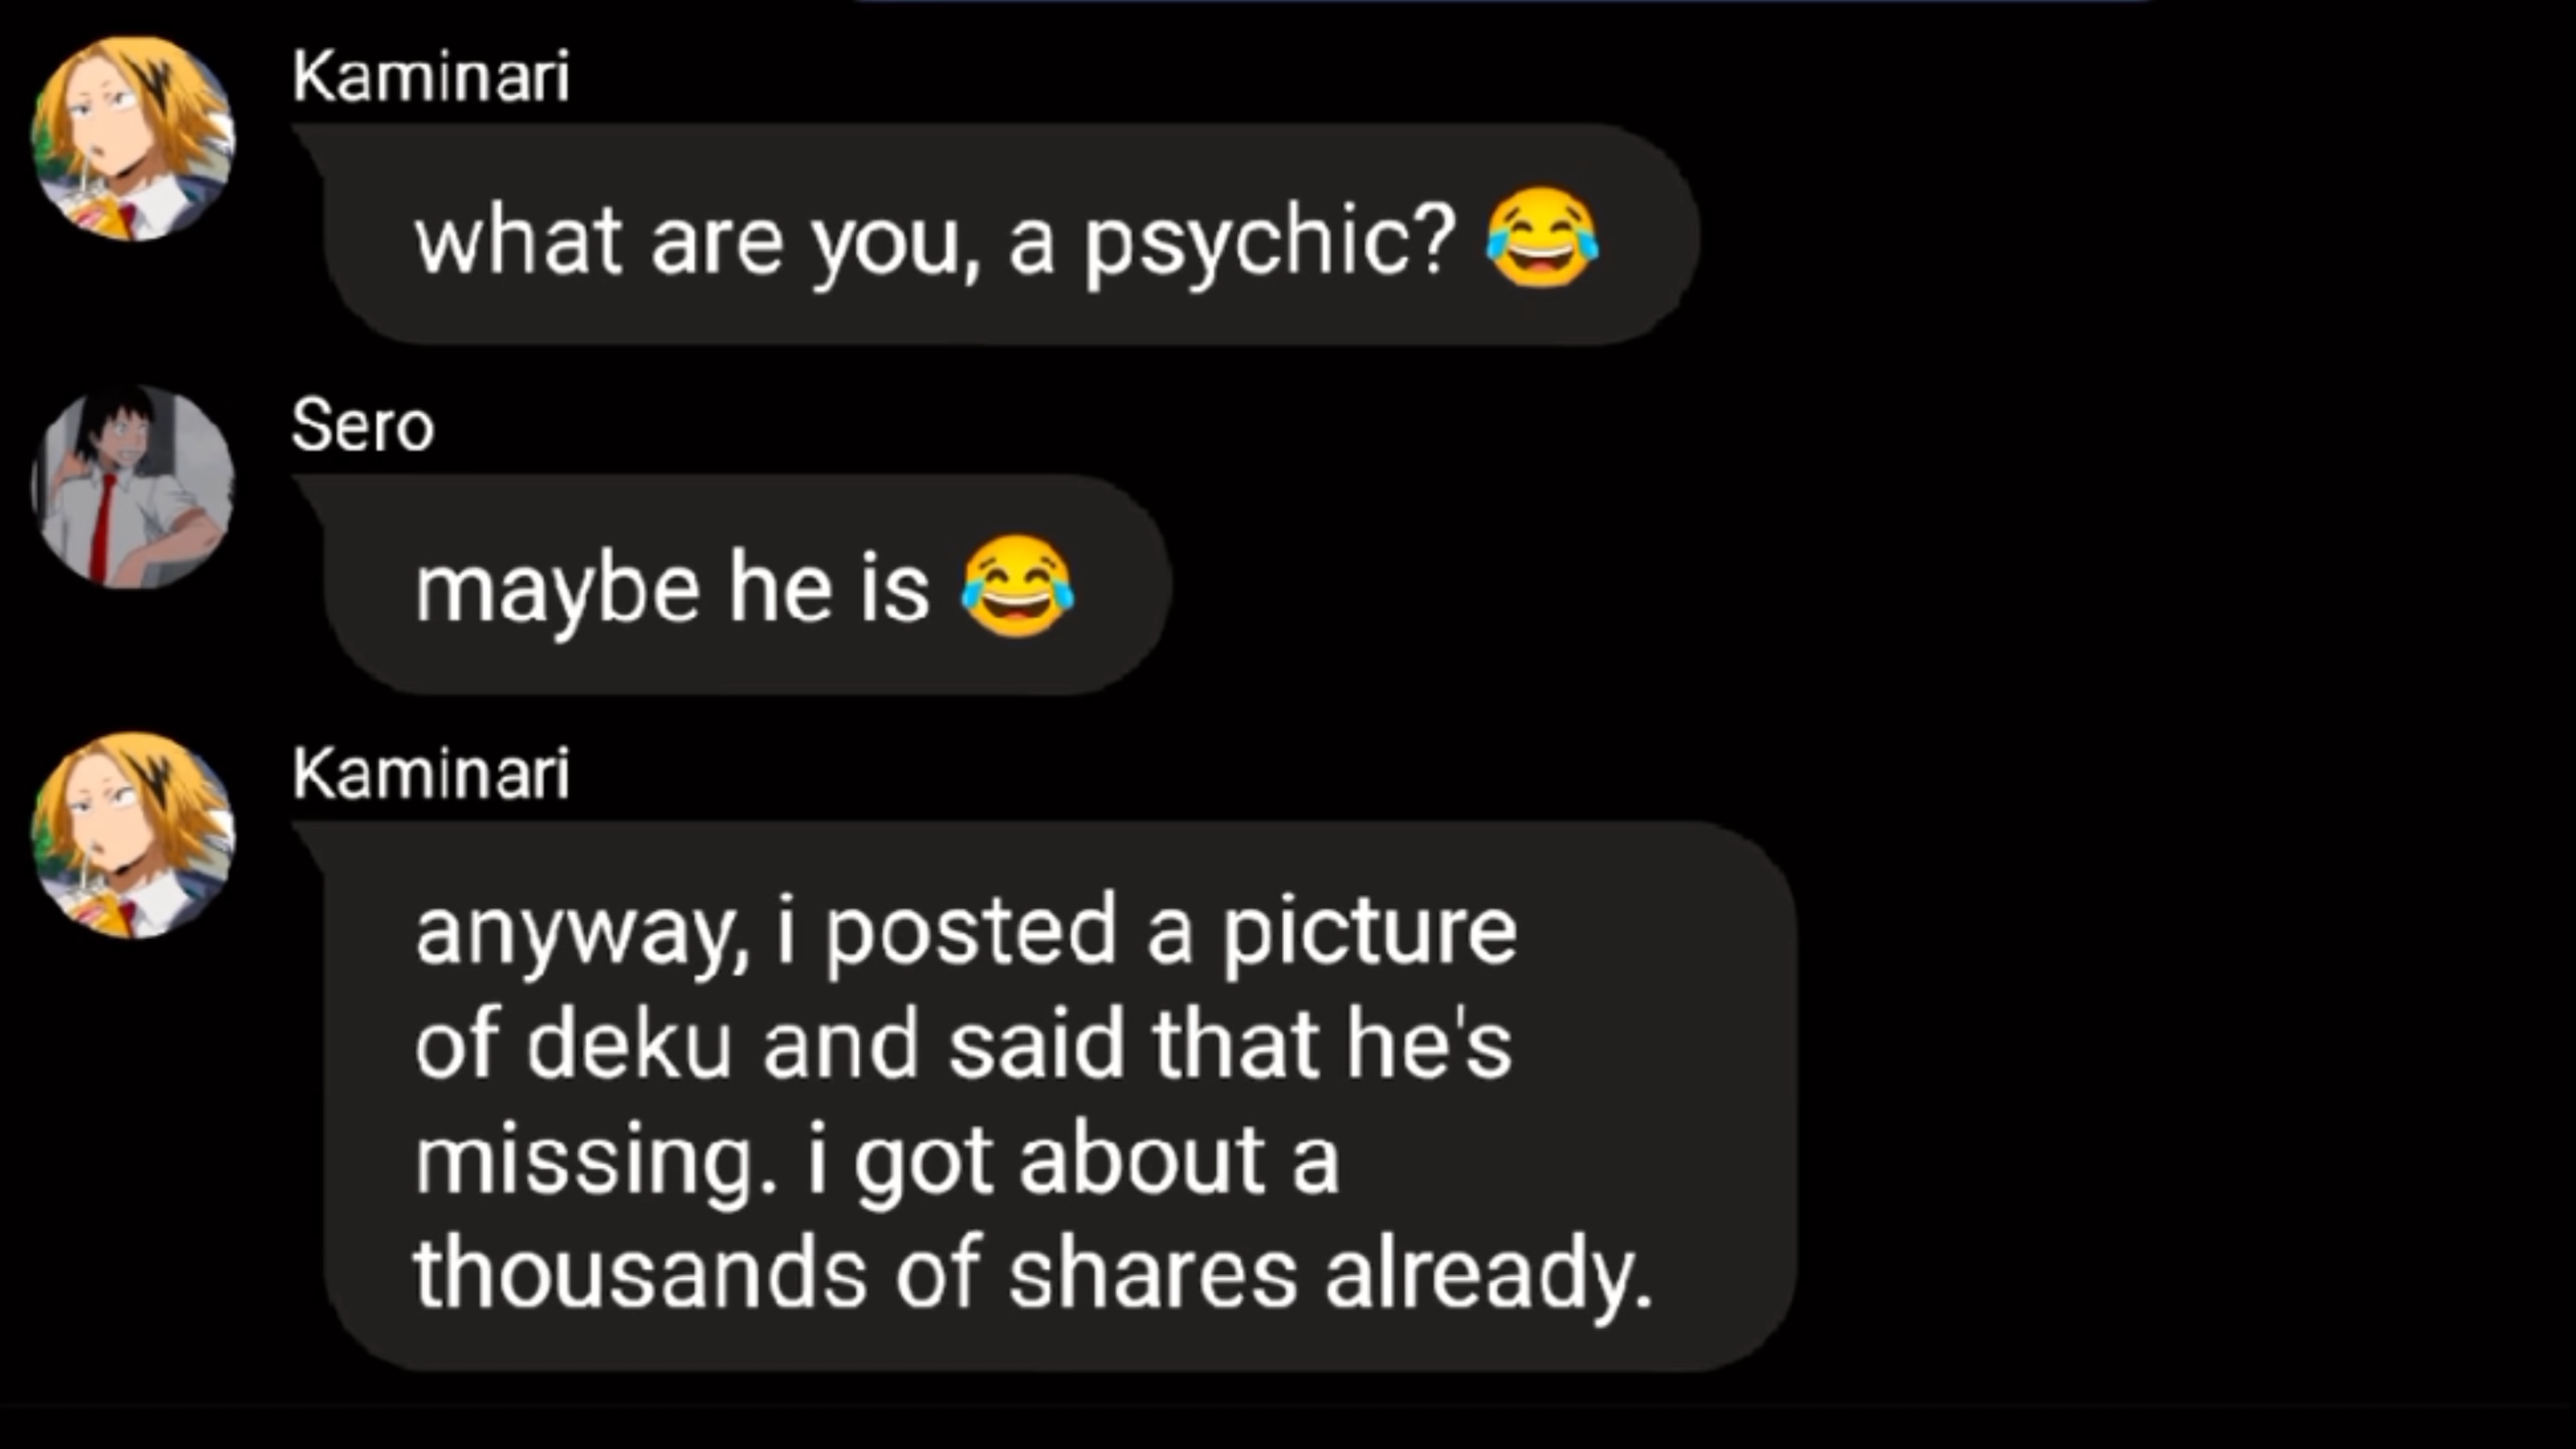 Kaminari
what are you, a psychic? 😂
Sero
maybe he is 😂
Kaminari
anyway, i posted a picture
of deku and said that he's
missing. i got about a
thousands of shares already.